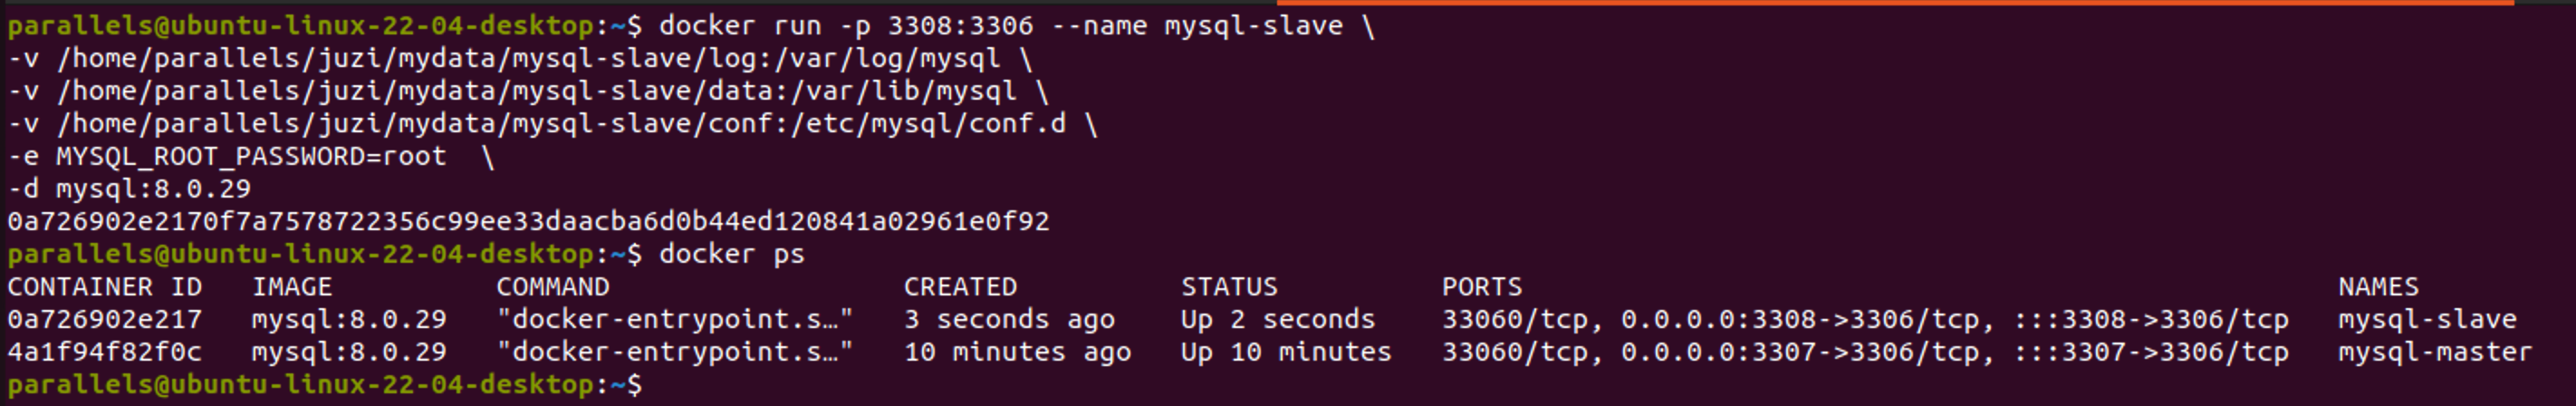 parallels@ubuntu-linux-22-04-desktop:~$ docker run -p 3308:3306 --name mysql-slave \
-v /home/parallels/juzi/mydata/mysql-slave/log:/var/log/mysql \
-v /home/parallels/juzi/mydata/mysql-slave/data:/var/lib/mysql \
-v /home/parallels/juzi/mydata/mysql-slave/conf:/etc/mysql/conf.d \
-e MYSQL_ROOT_PASSWORD=root  \
-d mysql:8.0.29
0a726902e2170f7a7578722356c99ee33daacba6d0b44ed120841a02961e0f92
parallels@ubuntu-linux-22-04-desktop:~$ docker ps
CONTAINER ID   IMAGE          COMMAND                  CREATED          STATUS          PORTS                                                  NAMES
0a726902e217   mysql:8.0.29   "docker-entrypoint.s…"   3 seconds ago    Up 2 seconds    33060/tcp, 0.0.0.0:3308->3306/tcp, :::3308->3306/tcp   mysql-slave
4a1f94f82f0c   mysql:8.0.29   "docker-entrypoint.s…"   10 minutes ago   Up 10 minutes   33060/tcp, 0.0.0.0:3307->3306/tcp, :::3307->3306/tcp   mysql-master
parallels@ubuntu-linux-22-04-desktop:~$